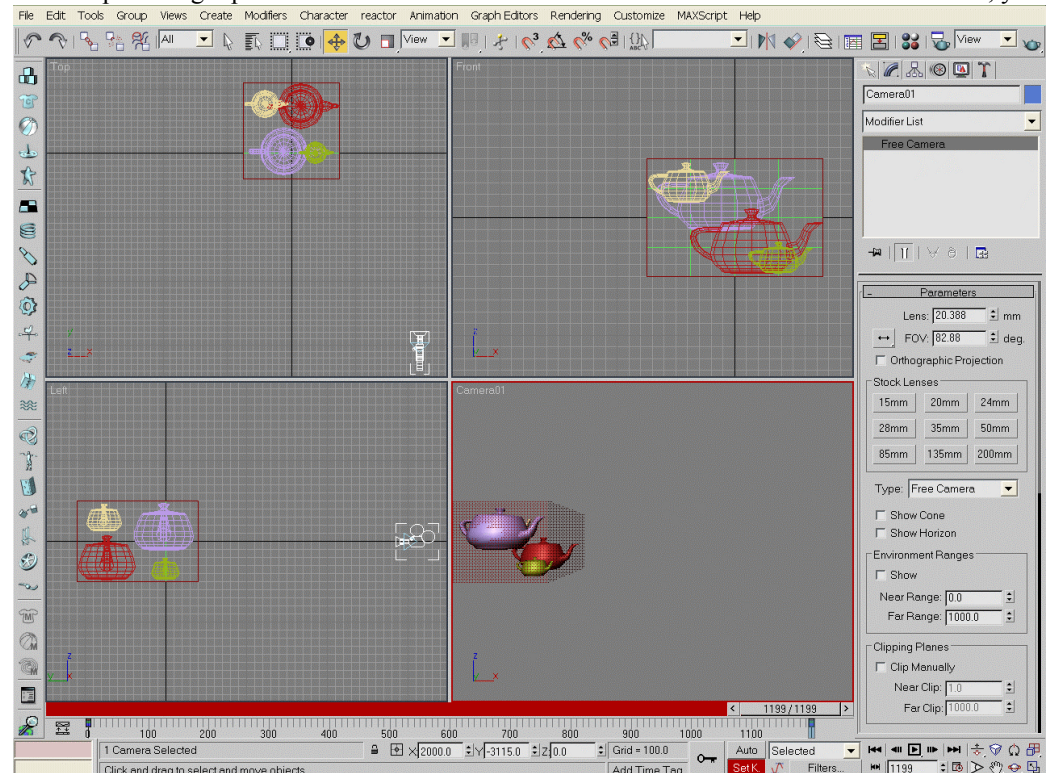 File Edit Tools Group Views Create Modifiers Character reactor Animation Graph Editors Rendering Customize MAXScript Help
All View View
Top
Front
Camera01
Modifier List
Free Camera
Parameters
Lens: 20.388 mm
FOV: 82.88 deg.
Orthographic Projection
Left
Camera01
Stock Lenses
15mm 20mm 24mm
28mm 35mm 50mm
85mm 135mm 200mm
Type: Free Camera
Show Cone
Show Horizon
Environment Ranges
Show
Near Range: 0.0
Far Range: 1000.0
Clipping Planes
Clip Manually
Near Clip: 1.0
Far Clip: 1000.0
1199 / 1199
0 100 200 300 400 500 600 700 800 900 1000 1100
1 Camera Selected X 2000.0 Y -3115.0 Z 0.0 Grid = 100.0 Auto Selected
Click and drag to select and move objects Add Time Tag Set K. Filters... 1199